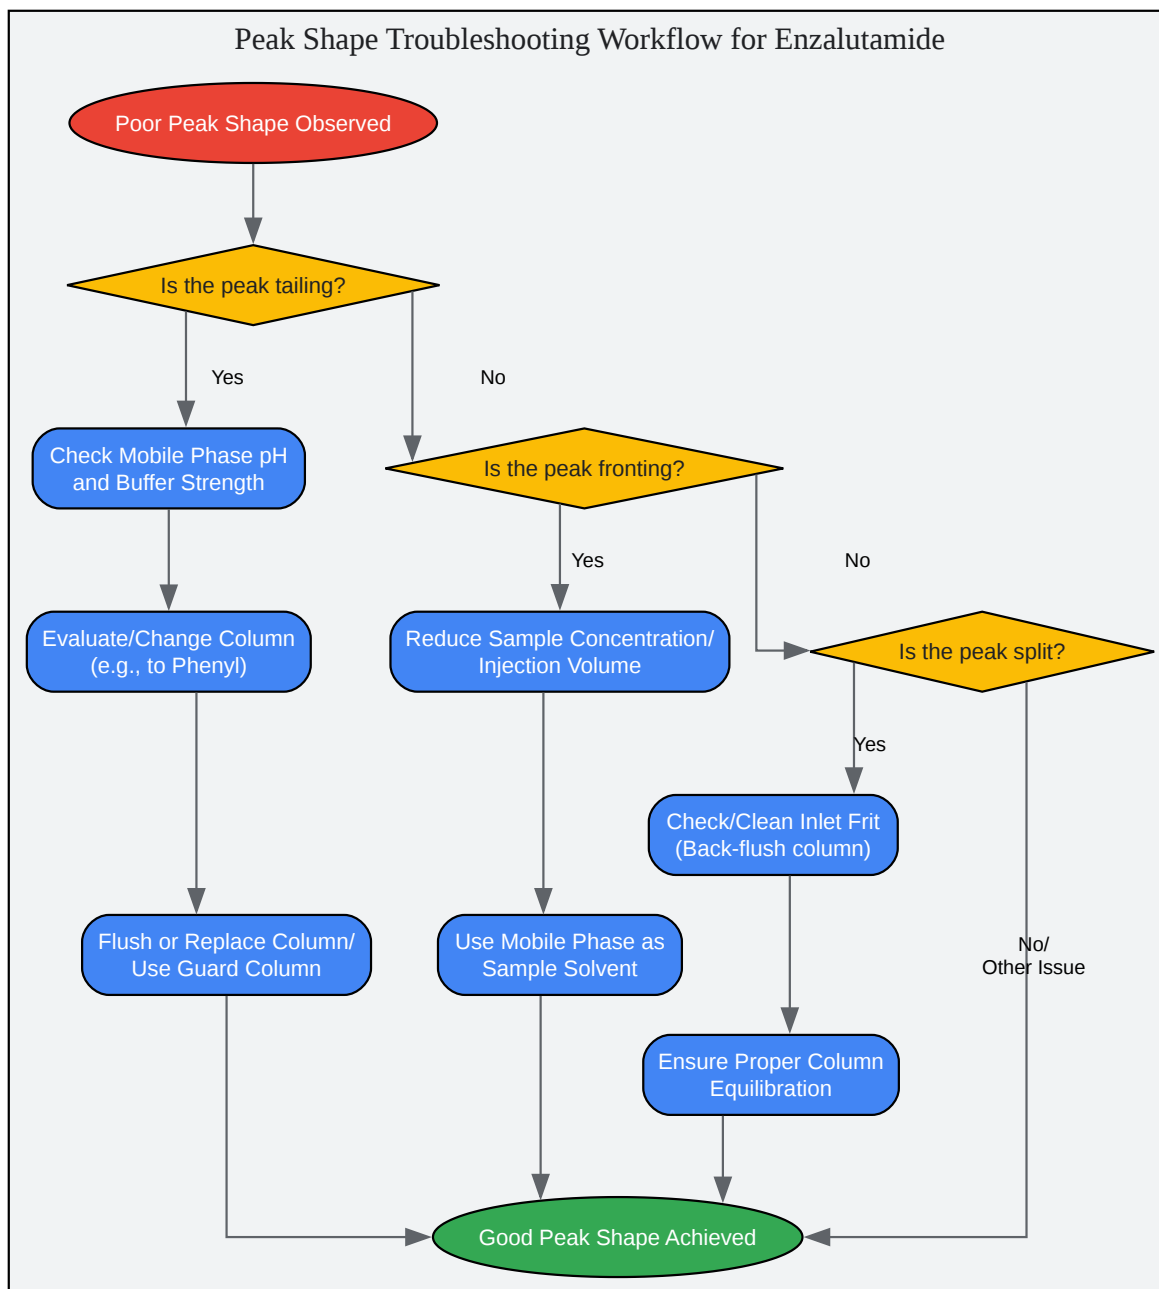 Peak Shape Troubleshooting Workflow for Enzalutamide
Poor Peak Shape Observed
Is the peak tailing?
Yes
No
Check Mobile Phase pH
and Buffer Strength
Is the peak fronting?
Yes
No
Evaluate/Change Column
(e.g., to Phenyl)
Reduce Sample Concentration/
Injection Volume
Is the peak split?
Yes
Check/Clean Inlet Frit
(Back-flush column)
Flush or Replace Column/
Use Guard Column
Use Mobile Phase as
Sample Solvent
No/
Other Issue
Ensure Proper Column
Equilibration
Good Peak Shape Achieved